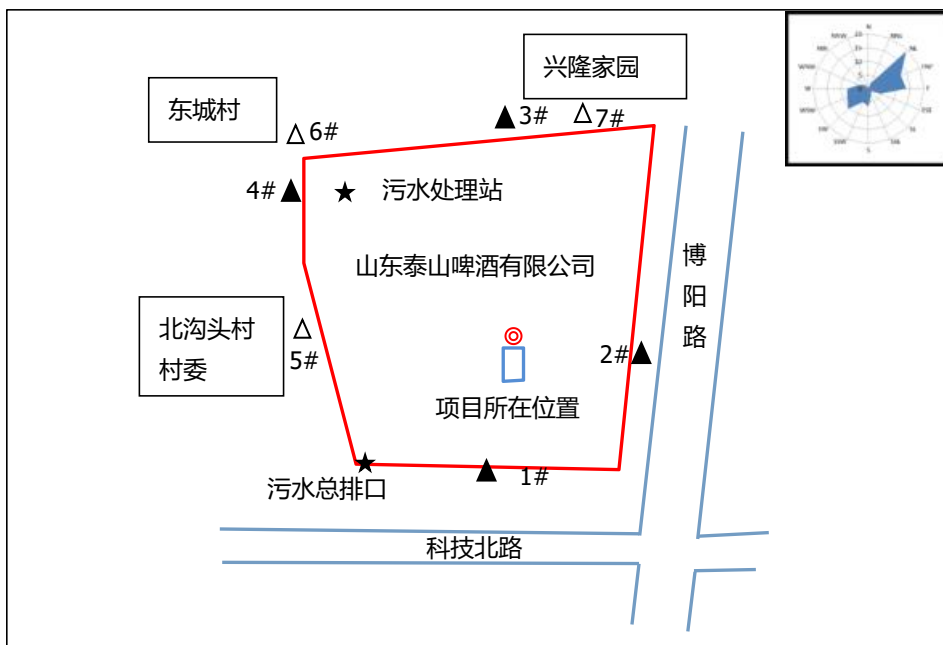 兴隆家园
东城村
3#
7#
6#
4#
污水处理站
山东泰山啤酒有限公司
博
阳
路
北沟头村
村委
5#
2#
项目所在位置
1#
污水总排口
科技北路
N
W
S